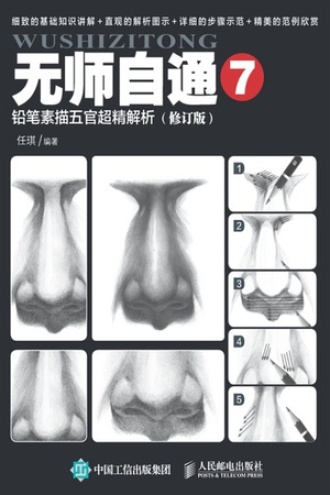 细致的基础知识讲解+直观的解析图示+详细的步骤示范+精美的范例欣赏
WUSHIZITONG
无师自通 7
铅笔素描五官超精解析(修订版)
任琪/编著
1
2
3
4
5
中国工信出版集团
人民邮电出版社
POSTS & TELECOM PRESS